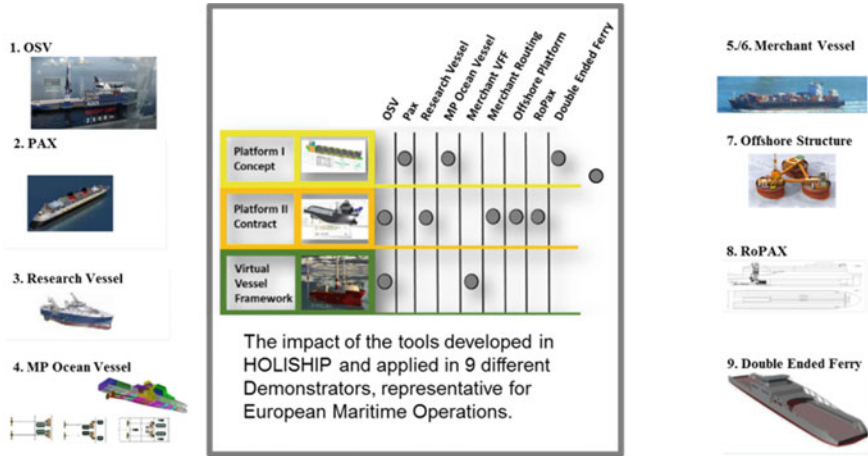 1. OSV
2. PAX
3. Research Vessel
4. MP Ocean Vessel
OSV
Pax
Research Vessel
MP Ocean Vessel
Merchant VFF
Merchant Routing
Offshore Platform
RoPax
Double Ended Ferry
Platform I
Concept
Platform II
Contract
Virtual
Vessel
Framework
The impact of the tools developed in
HOLISHIP and applied in 9 different
Demonstrators, representative for
European Maritime Operations.
5./6. Merchant Vessel
7. Offshore Structure
8. RoPAX
9. Double Ended Ferry